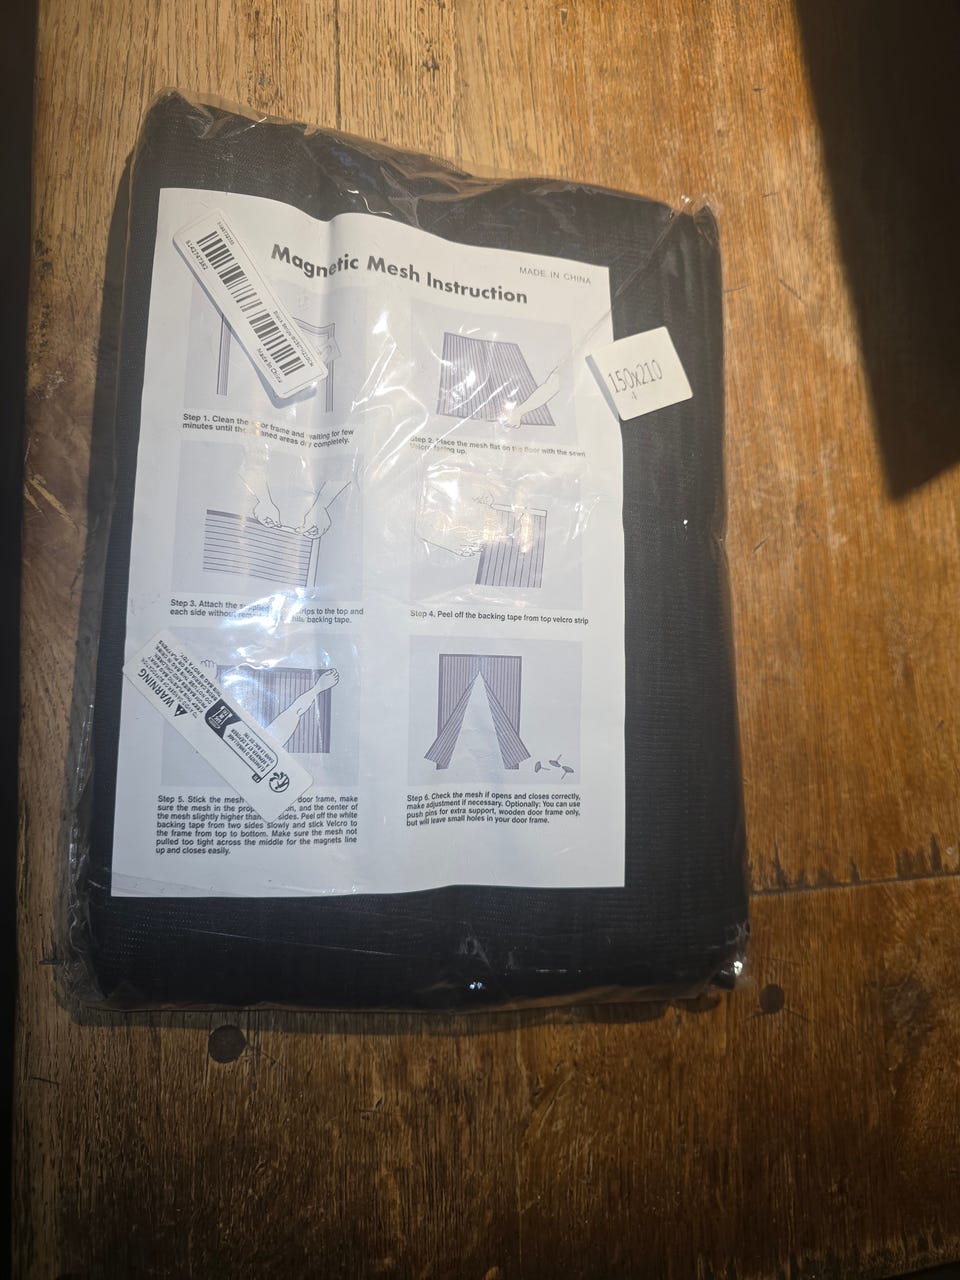 Magnetic Mesh Instruction
MADE IN CHINA
Made in China
150x210
Step 1. Clean the door frame and waiting for few
minutes until the cleaned areas dry completely.
Step 2. Place the mesh flat on the floor with the sewn
Velcro facing up.
Step 3. Attach the supplied strips to the top and
each side without white backing tape.
Step 4. Peel off the backing tape from top velcro strip
WARNING
Step 5. Stick the mesh door frame, make
sure the mesh in the and the center of
the mesh slightly higher than sides. Peel off the white
backing tape from two sides slowly and stick Velcro to
the frame from top to bottom. Make sure the mesh not
pulled too tight across the middle for the magnets line
up and closes easily.
Step 6. Check the mesh if opens and closes correctly,
make adjustment if necessary. Optionally: You can use
push pins for extra support, wooden door frame only,
but will leave small holes in your door frame.